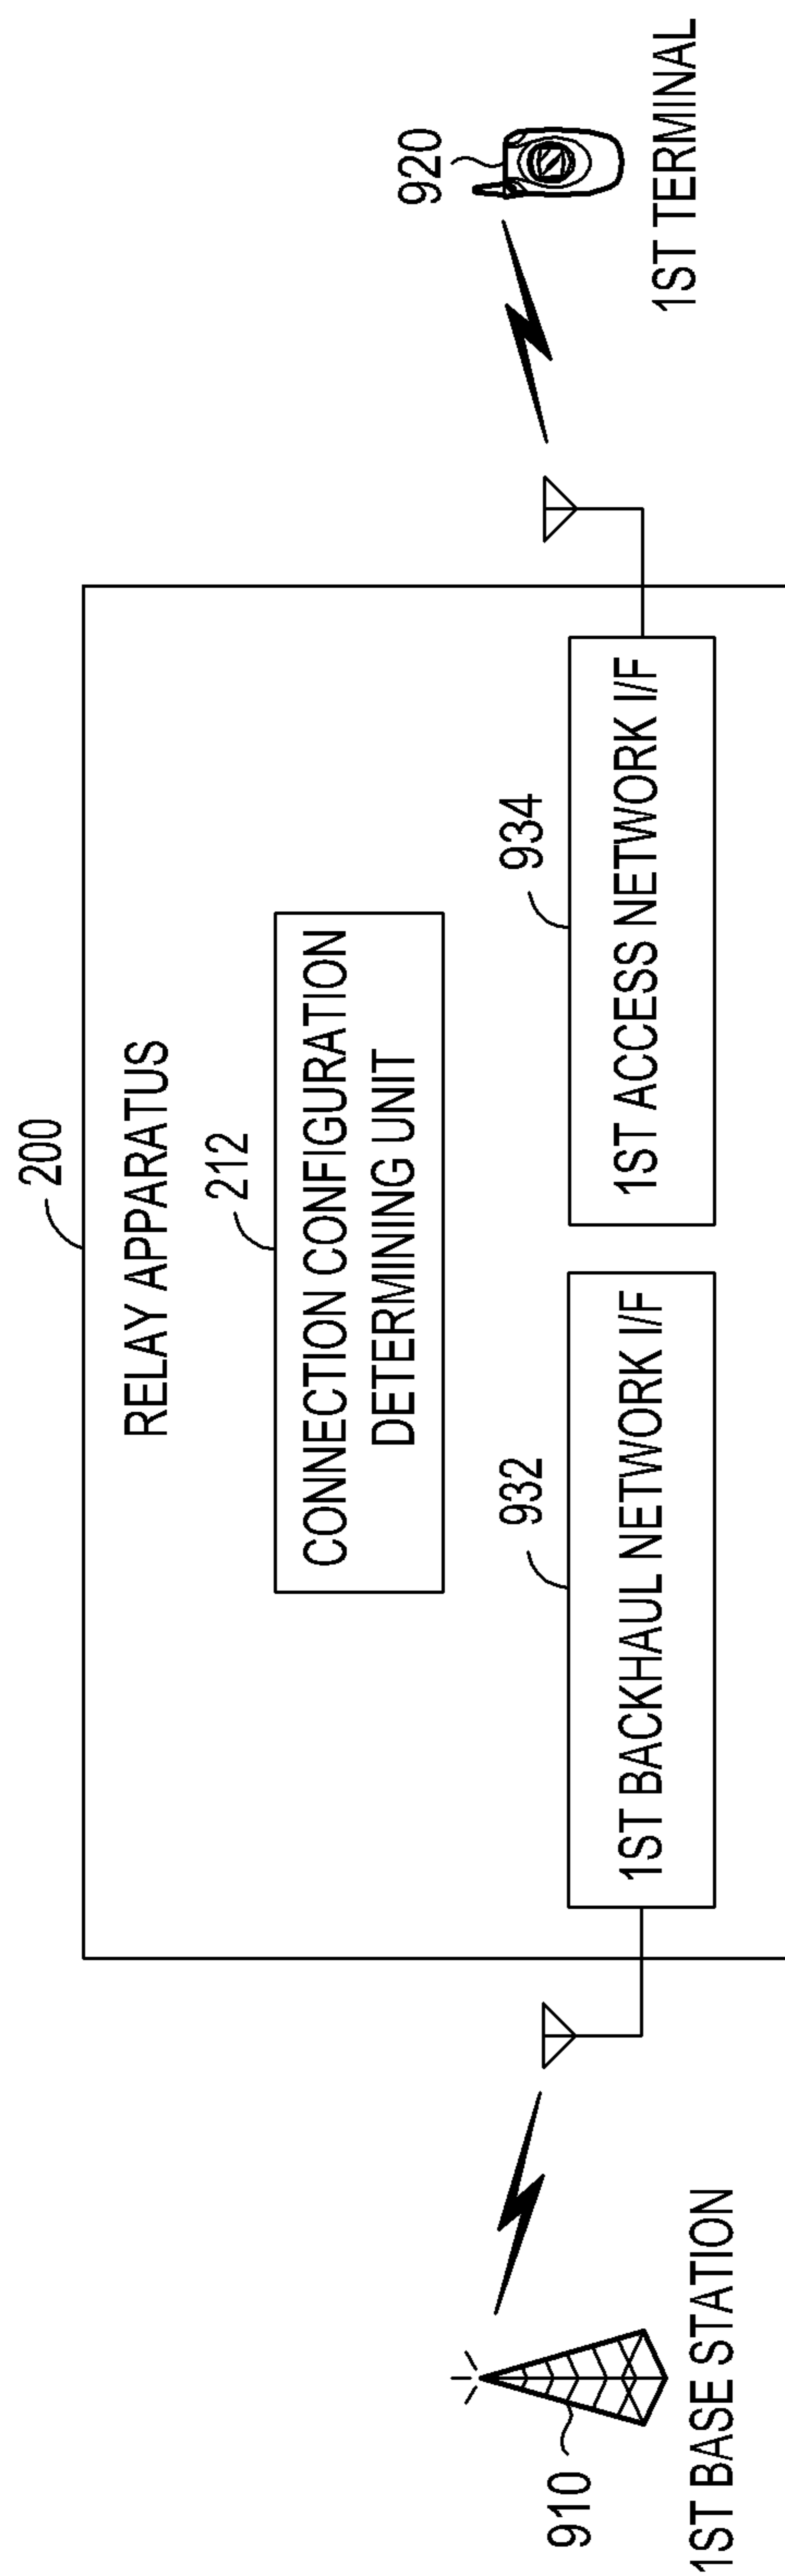 200
RELAY APPARATUS
212
CONNECTION CONFIGURATION
DETERMINING UNIT
932
1ST BACKHAUL NETWORK I/F
934
1ST ACCESS NETWORK I/F
910
1ST BASE STATION
920
1ST TERMINAL